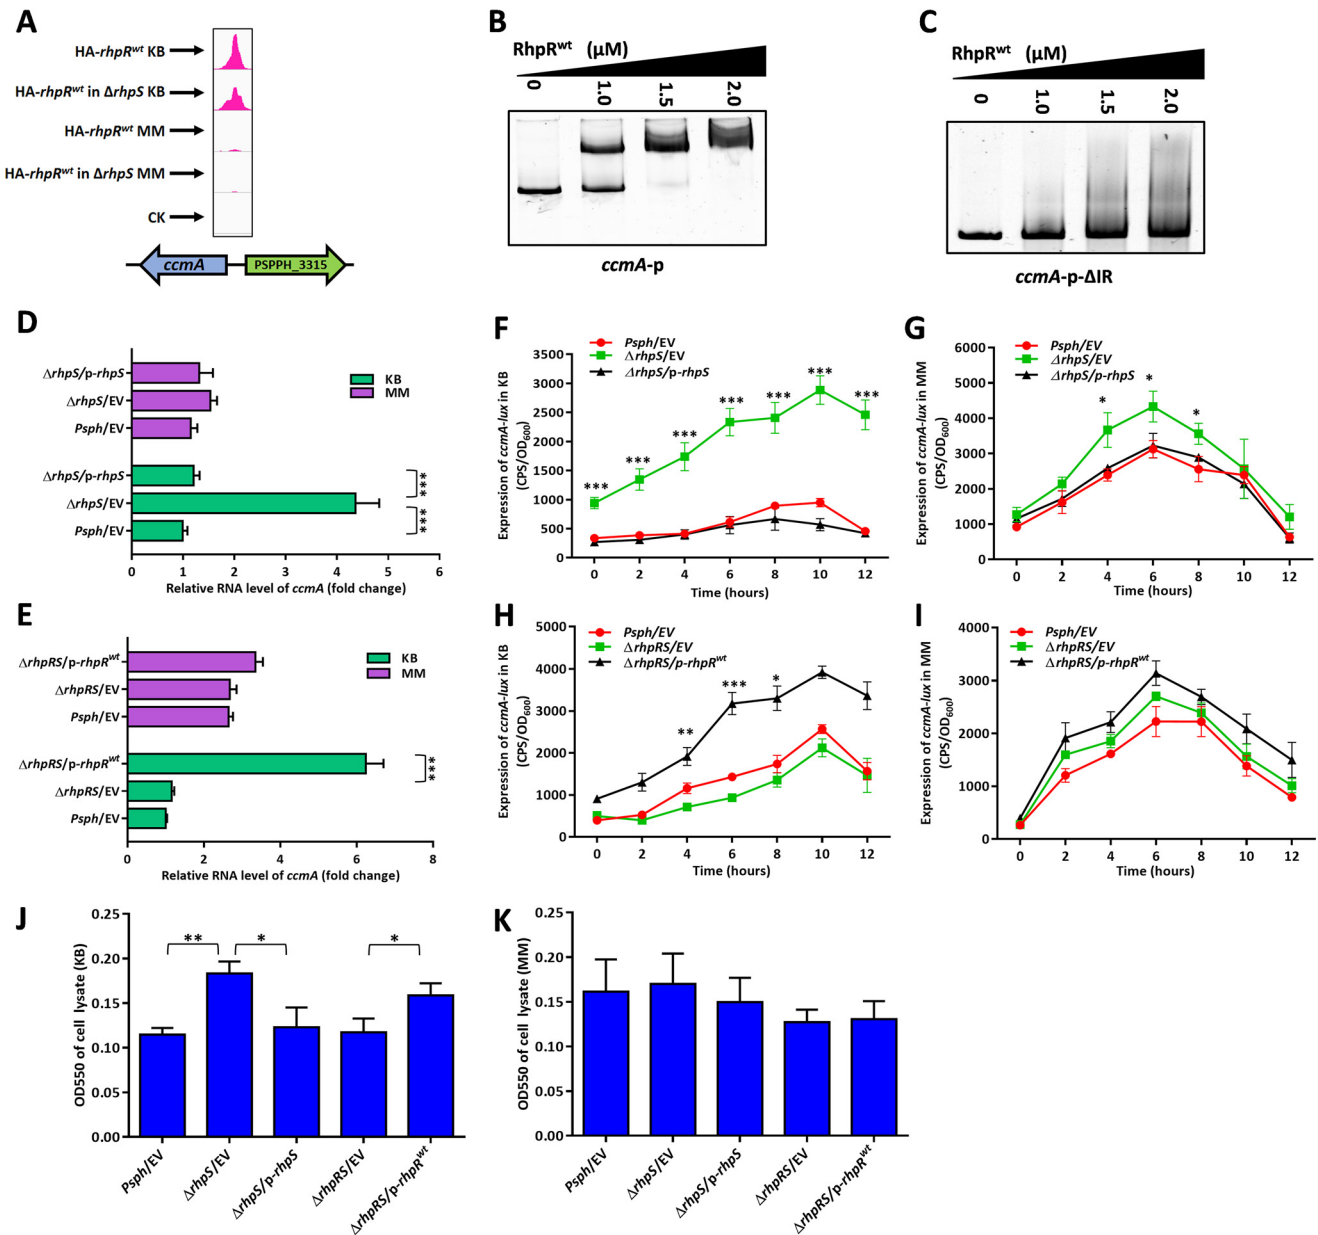 A
HA-rhpRwt KB
HA-rhpRwt in ΔrhpS KB
HA-rhpRwt MM
HA-rhpRwt in ΔrhpS MM
CK
ccmA
PSPPH_3315
B
RhpRwt (μM)
0
1.0
1.5
2.0
ccmA-p
C
RhpRwt (μM)
0
1.0
1.5
2.0
ccmA-p-ΔIR
D
ΔrhpS/p-rhpS
ΔrhpS/EV
Psph/EV
ΔrhpS/p-rhpS
ΔrhpS/EV
Psph/EV
KB
MM
***
***
0 1 2 3 4 5 6
Relative RNA level of ccmA (fold change)
E
ΔrhpRS/p-rhpRwt
ΔrhpRS/EV
Psph/EV
ΔrhpRS/p-rhpRwt
ΔrhpRS/EV
Psph/EV
KB
MM
***
0 2 4 6 8
Relative RNA level of ccmA (fold change)
F
Psph/EV
ΔrhpS/EV
ΔrhpS/p-rhpS
Expression of ccmA-lux in KB
(CPS/OD600)
3500
3000
2500
2000
1500
1000
500
0
*** *** *** *** *** *** ***
0 2 4 6 8 10 12
Time (hours)
G
Psph/EV
ΔrhpS/EV
ΔrhpS/p-rhpS
Expression of ccmA-lux in MM
(CPS/OD600)
6000
5000
4000
3000
2000
1000
0
* * *
0 2 4 6 8 10 12
Time (hours)
H
Psph/EV
ΔrhpRS/EV
ΔrhpRS/p-rhpRwt
Expression of ccmA-lux in KB
(CPS/OD600)
5000
4000
3000
2000
1000
0
** *** *
0 2 4 6 8 10 12
Time (hours)
I
Psph/EV
ΔrhpRS/EV
ΔrhpRS/p-rhpRwt
Expression of ccmA-lux in MM
(CPS/OD600)
4000
3000
2000
1000
0
0 2 4 6 8 10 12
Time (hours)
J
OD550 of cell lysate (KB)
0.25
0.20
0.15
0.10
0.05
0.00
** * *
Psph/EV
ΔrhpS/EV
ΔrhpS/p-rhpS
ΔrhpRS/EV
ΔrhpRS/p-rhpRwt
K
OD550 of cell lysate (MM)
0.25
0.20
0.15
0.10
0.05
0.00
Psph/EV
ΔrhpS/EV
ΔrhpS/p-rhpS
ΔrhpRS/EV
ΔrhpRS/p-rhpRwt